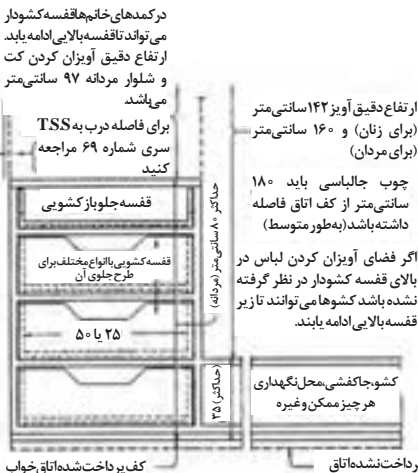 در کمدهای خانم‌ها قفسه کشودار
می‌تواند تا قفسه بالایی ادامه یابد.
ارتفاع دقیق آویزان کردن کت
و شلوار مردانه ۹۷ سانتی‌متر
می‌باشد.
برای فاصله درب به TSS
سری شماره ۶۹ مراجعه
کنید
ارتفاع دقیق آویز ۱۴۲ سانتی‌متر
(برای زنان) و ۱۶۰ سانتی‌متر
(برای مردان)
چوب جالباسی باید ۱۸۰
سانتی‌متر از کف اتاق فاصله
داشته باشد (به‌طور متوسط)
اگر فضای آویزان کردن لباس در
بالای قفسه کشودار در نظر گرفته
نشده باشد کشوها می‌توانند تا زیر
قفسه بالایی ادامه یابند.
قفسه جلوباز کشویی
قفسه کشویی با انواع مختلف برای
طرح جلوی آن
۲۵ یا ۵۰
حداکثر ۸۰ سانتی‌متر (مردانه)
(حداکثر) ۳۵
کشو، جاکفشی، محل نگهداری
هر چیز ممکن و غیره
کف پرداخت شده اتاق خواب
رداخت نشده اتاق